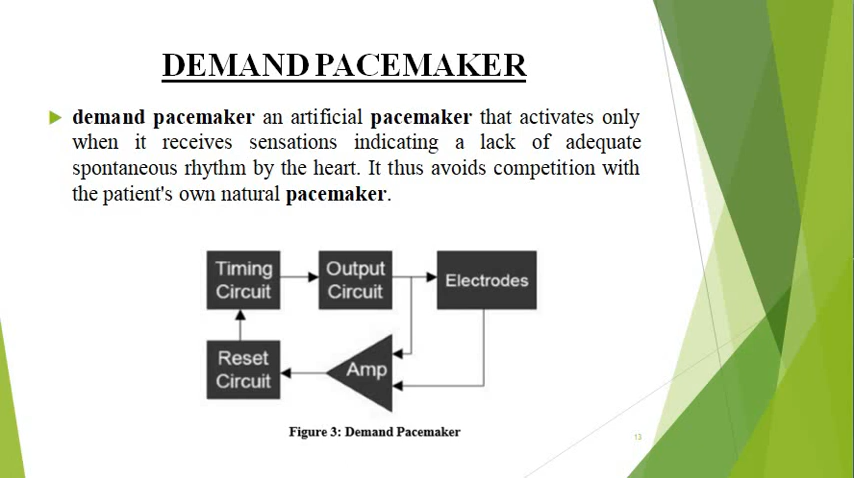 DEMAND PACEMAKER
demand pacemaker an artificial pacemaker that activates only
when it receives sensations indicating a lack of adequate
spontaneous rhythm by the heart. It thus avoids competition with
the patient's own natural pacemaker.
Timing
Circuit
Output
Circuit
Electrodes
Reset
Circuit
Amp
Figure 3: Demand Pacemaker
13